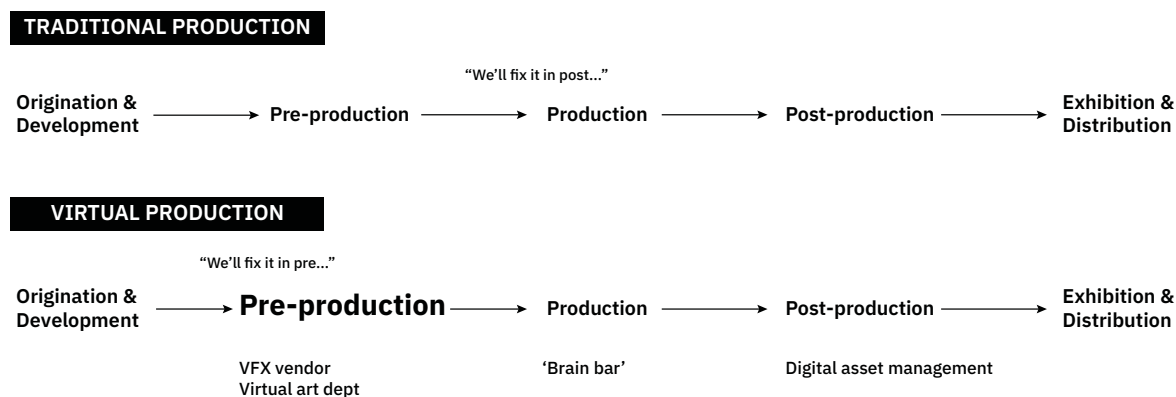 TRADITIONAL PRODUCTION
“We’ll fix it in post...”
Origination &
Development
Pre-production
Production
Post-production
Exhibition &
Distribution
VIRTUAL PRODUCTION
“We’ll fix it in pre...”
Origination &
Development
Pre-production
Production
Post-production
Exhibition &
Distribution
VFX vendor
Virtual art dept
‘Brain bar’
Digital asset management